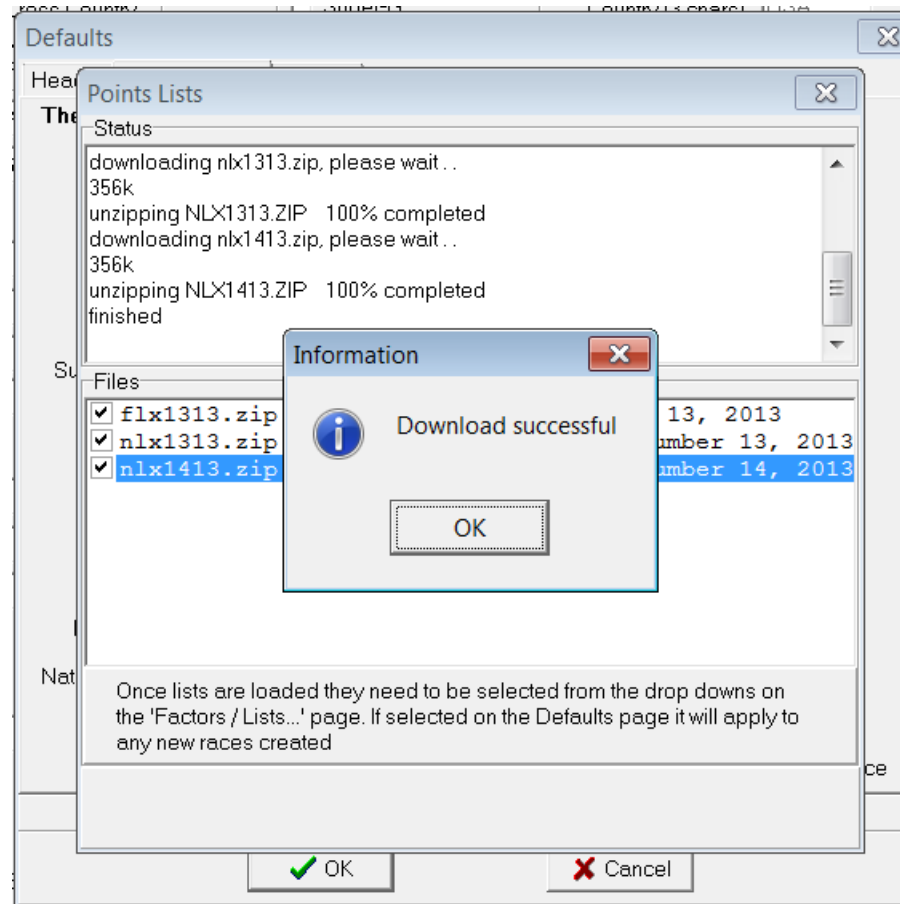 Defaults
Points Lists
The
Status
downloading nlx1313.zip, please wait . .
356k
unzipping NLX1313.ZIP   100% completed
downloading nlx1413.zip, please wait . .
356k
unzipping NLX1413.ZIP   100% completed
finished
Information
Files
flx1313.zip 13, 2013
nlx1313.zip 13, 2013
nlx1413.zip 14, 2013
Download successful
OK
Nat
Once lists are loaded they need to be selected from the drop downs on
the 'Factors / Lists...' page. If selected on the Defaults page it will apply to
any new races created
OK
Cancel